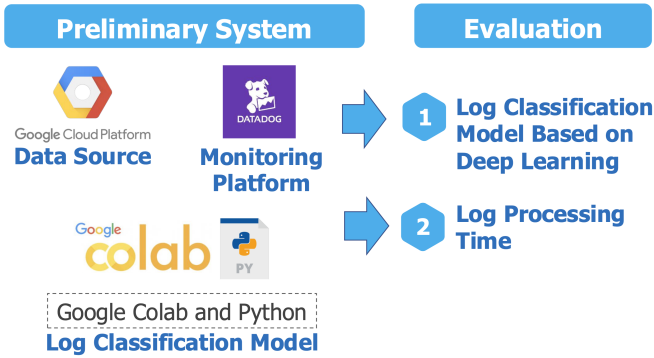 Preliminary System
Evaluation
Google Cloud Platform
Data Source
DATADOG
Monitoring
Platform
1
Log Classification
Model Based on
Deep Learning
2
Log Processing
Time
Google
colab
PY
Google Colab and Python
Log Classification Model